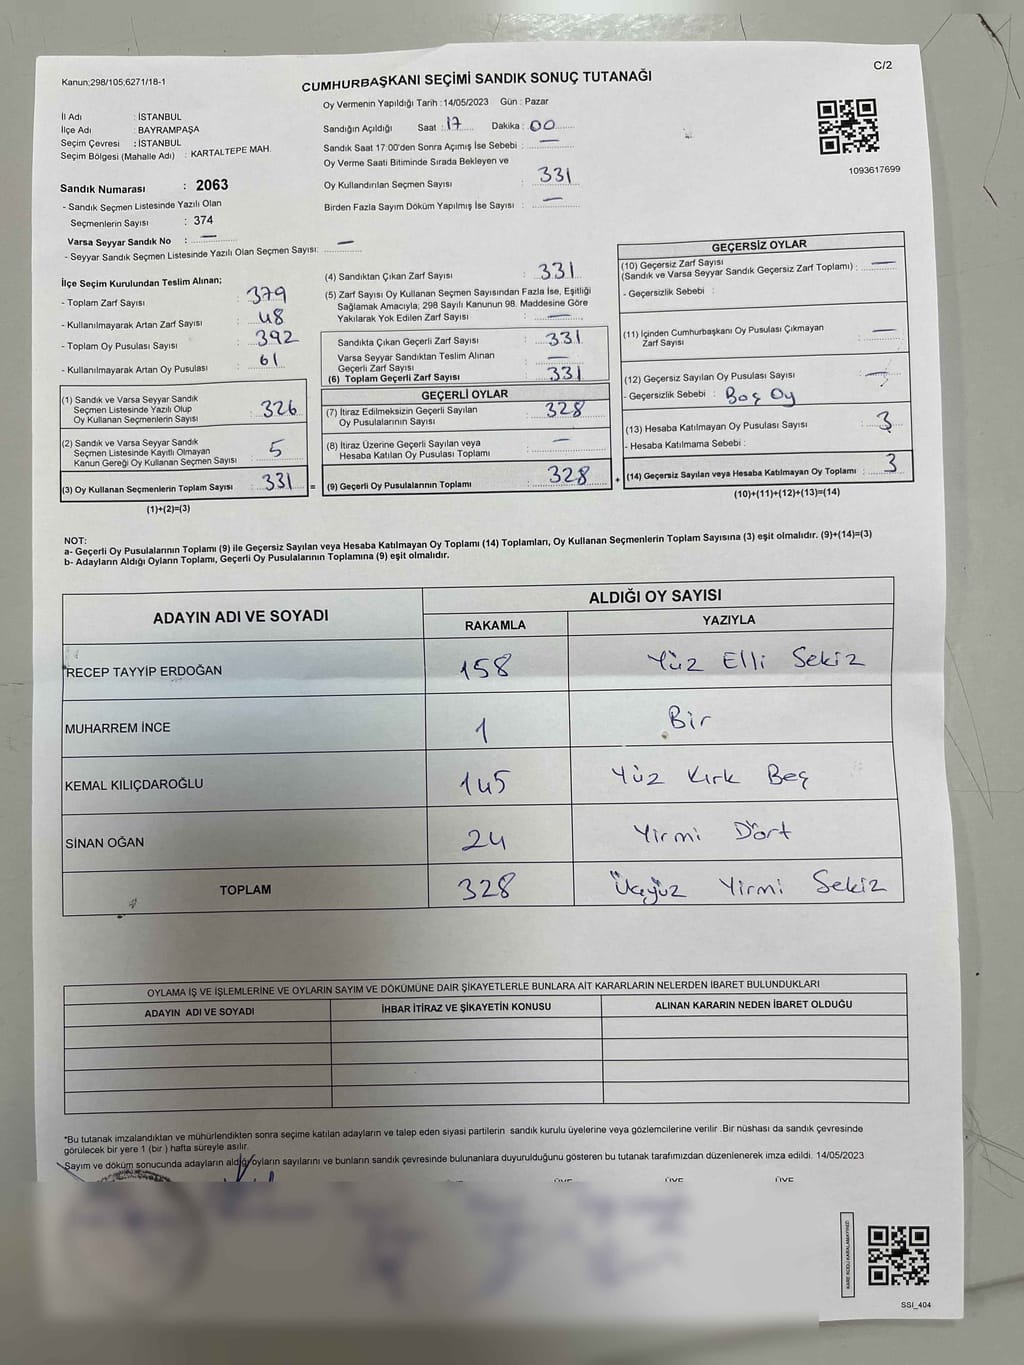 C/2
Kanun;298/105;6271/18-1
CUMHURBAŞKANI SEÇİMİ SANDIK SONUÇ TUTANAĞI
İl Adı : İSTANBUL
İlçe Adı : BAYRAMPAŞA
Seçim Çevresi : İSTANBUL
Seçim Bölgesi (Mahalle Adı) : KARTALTEPE MAH.
Sandık Numarası : 2063
- Sandık Seçmen Listesinde Yazılı Olan
Seçmenlerin Sayısı : 374
Varsa Seyyar Sandık No : —
- Seyyar Sandık Seçmen Listesinde Yazılı Olan Seçmen Sayısı: —
Oy Vermenin Yapıldığı Tarih :14/05/2023 Gün : Pazar
Sandığın Açıldığı Saat : 17 Dakika : 00
Sandık Saat 17:00'den Sonra Açımış İse Sebebi : —
Oy Verme Saati Bitiminde Sırada Bekleyen ve
Oy Kullandırılan Seçmen Sayısı : 331
Birden Fazla Sayım Döküm Yapılmış İse Sayısı : —
1093617699
İlçe Seçim Kurulundan Teslim Alınan;
- Toplam Zarf Sayısı : 379
- Kullanılmayarak Artan Zarf Sayısı : 48
- Toplam Oy Pusulası Sayısı : 392
- Kullanılmayarak Artan Oy Pusulası : 61
(1) Sandık ve Varsa Seyyar Sandık
Seçmen Listesinde Yazılı Olup
Oy Kullanan Seçmenlerin Sayısı : 326
(2) Sandık ve Varsa Seyyar Sandık
Seçmen Listesinde Kayıtlı Olmayan
Kanun Gereği Oy Kullanan Seçmen Sayısı : 5
(3) Oy Kullanan Seçmenlerin Toplam Sayısı : 331 =
(1)+(2)=(3)
(4) Sandıktan Çıkan Zarf Sayısı : 331
(5) Zarf Sayısı Oy Kullanan Seçmen Sayısından Fazla İse, Eşitliği
Sağlamak Amacıyla; 298 Sayılı Kanunun 98. Maddesine Göre
Yakılarak Yok Edilen Zarf Sayısı : —
Sandıkta Çıkan Geçerli Zarf Sayısı : 331
Varsa Seyyar Sandıktan Teslim Alınan
Geçerli Zarf Sayısı : —
(6) Toplam Geçerli Zarf Sayısı : 331
GEÇERLİ OYLAR
(7) İtiraz Edilmeksizin Geçerli Sayılan
Oy Pusulalarının Sayısı : 328
(8) İtiraz Üzerine Geçerli Sayılan veya
Hesaba Katılan Oy Pusulası Toplamı : —
(9) Geçerli Oy Pusulalarının Toplamı : 328 +
GEÇERSİZ OYLAR
(10) Geçersiz Zarf Sayısı
(Sandık ve Varsa Seyyar Sandık Geçersiz Zarf Toplamı) : —
- Geçersizlik Sebebi :
(11) İçinden Cumhurbaşkanı Oy Pusulası Çıkmayan
Zarf Sayısı : —
(12) Geçersiz Sayılan Oy Pusulası Sayısı : —
- Geçersizlik Sebebi : Boş Oy
(13) Hesaba Katılmayan Oy Pusulası Sayısı : 3
- Hesaba Katılmama Sebebi :
(14) Geçersiz Sayılan veya Hesaba Katılmayan Oy Toplamı : 3
(10)+(11)+(12)+(13)=(14)
NOT:
a- Geçerli Oy Pusulalarının Toplamı (9) ile Geçersiz Sayılan veya Hesaba Katılmayan Oy Toplamı (14) Toplamları, Oy Kullanan Seçmenlerin Toplam Sayısına (3) eşit olmalıdır. (9)+(14)=(3)
b- Adayların Aldığı Oyların Toplamı, Geçerli Oy Pusulalarının Toplamına (9) eşit olmalıdır.
ADAYIN ADI VE SOYADI
ALDIĞI OY SAYISI
RAKAMLA YAZIYLA
RECEP TAYYİP ERDOĞAN 158 Yüz Elli Sekiz
MUHARREM İNCE 1 Bir
KEMAL KILIÇDAROĞLU 145 Yüz Kırk Beş
SİNAN OĞAN 24 Yirmi Dört
TOPLAM 328 Üçyüz Yirmi Sekiz
OYLAMA İŞ VE İŞLEMLERİNE VE OYLARIN SAYIM VE DÖKÜMÜNE DAİR ŞİKAYETLERLE BUNLARA AİT KARARLARIN NELERDEN İBARET BULUNDUKLARI
ADAYIN ADI VE SOYADI İHBAR İTİRAZ VE ŞİKAYETİN KONUSU ALINAN KARARIN NEDEN İBARET OLDUĞU
*Bu tutanak imzalandıktan ve mühürlendikten sonra seçime katılan adayların ve talep eden siyasi partilerin sandık kurulu üyelerine veya gözlemcilerine verilir .Bir nüshası da sandık çevresinde
görülecek bir yere 1 (bir ) hafta süreyle asılır.
Sayım ve döküm sonucunda adayların aldığı oyların sayılarını ve bunların sandık çevresinde bulunanlara duyurulduğunu gösteren bu tutanak tarafımızdan düzenlenerek imza edildi. 14/05/2023
ÜYE ÜYE ÜYE
KARE KODU KARALAMAYINIZ!
SSI_404